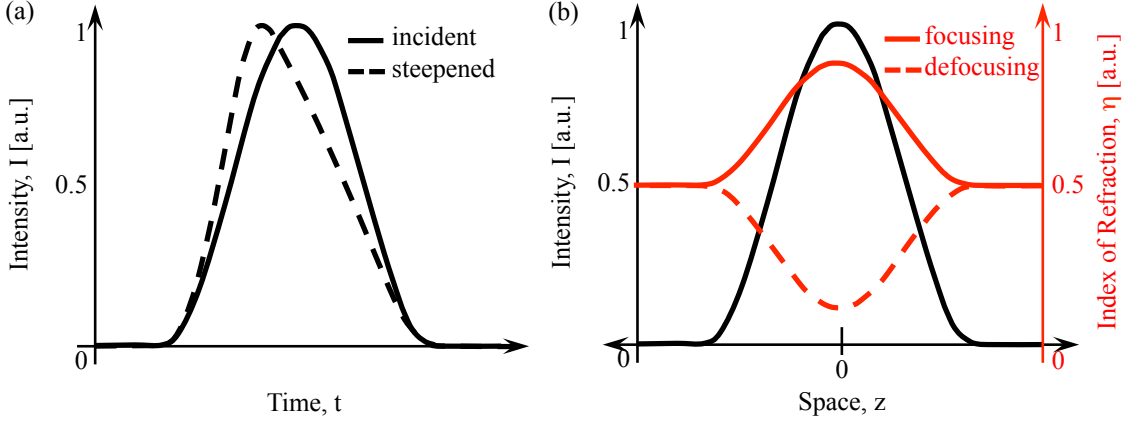 (a)
1
incident
steepened
Intensity, I [a.u.]
0.5
0
Time, t
(b)
1
1
focusing
defocusing
Intensity, I [a.u.]
0.5
0.5
Index of Refraction, η [a.u.]
0
0
0
Space, z